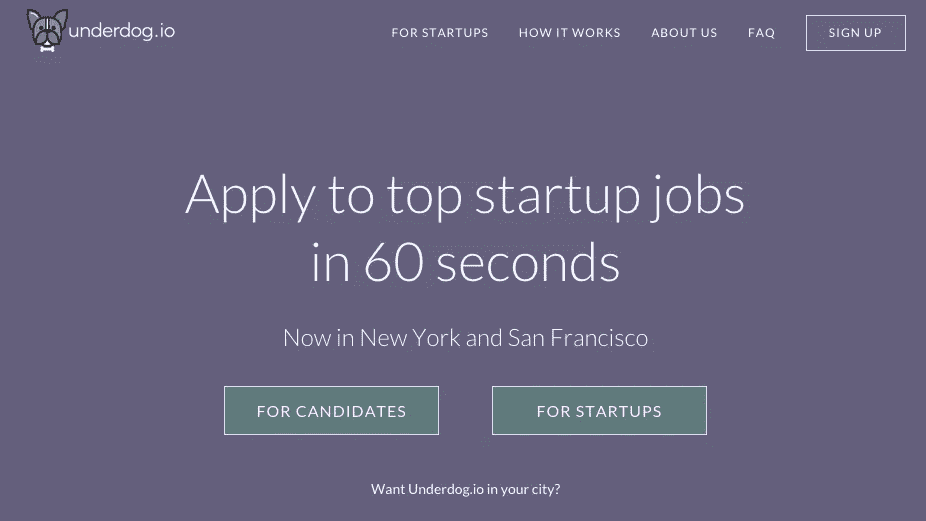 underdog.io
FOR STARTUPS
HOW IT WORKS
ABOUT US
FAQ
SIGN UP
Apply to top startup jobs
in 60 seconds
Now in New York and San Francisco
FOR CANDIDATES
FOR STARTUPS
Want Underdog.io in your city?